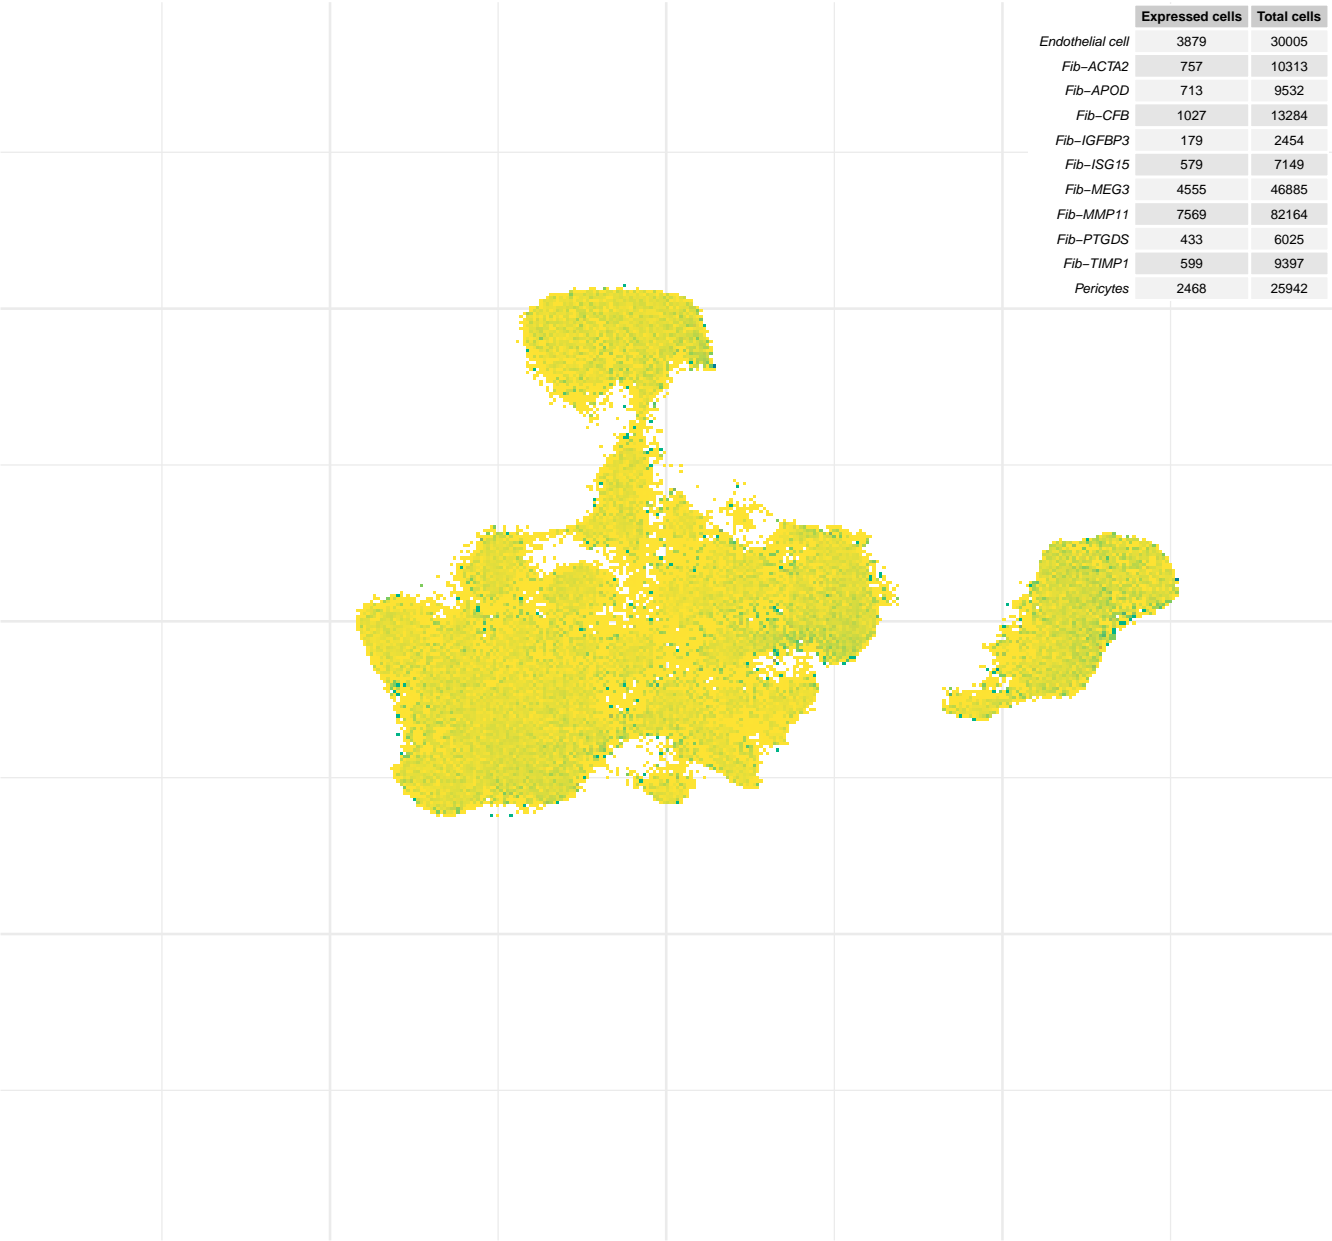 Expressed cells Total cells
Endothelial cell 3879 30005
Fib−ACTA2 757 10313
Fib−APOD 713 9532
Fib−CFB 1027 13284
Fib−IGFBP3 179 2454
Fib−ISG15 579 7149
Fib−MEG3 4555 46885
Fib−MMP11 7569 82164
Fib−PTGDS 433 6025
Fib−TIMP1 599 9397
Pericytes 2468 25942